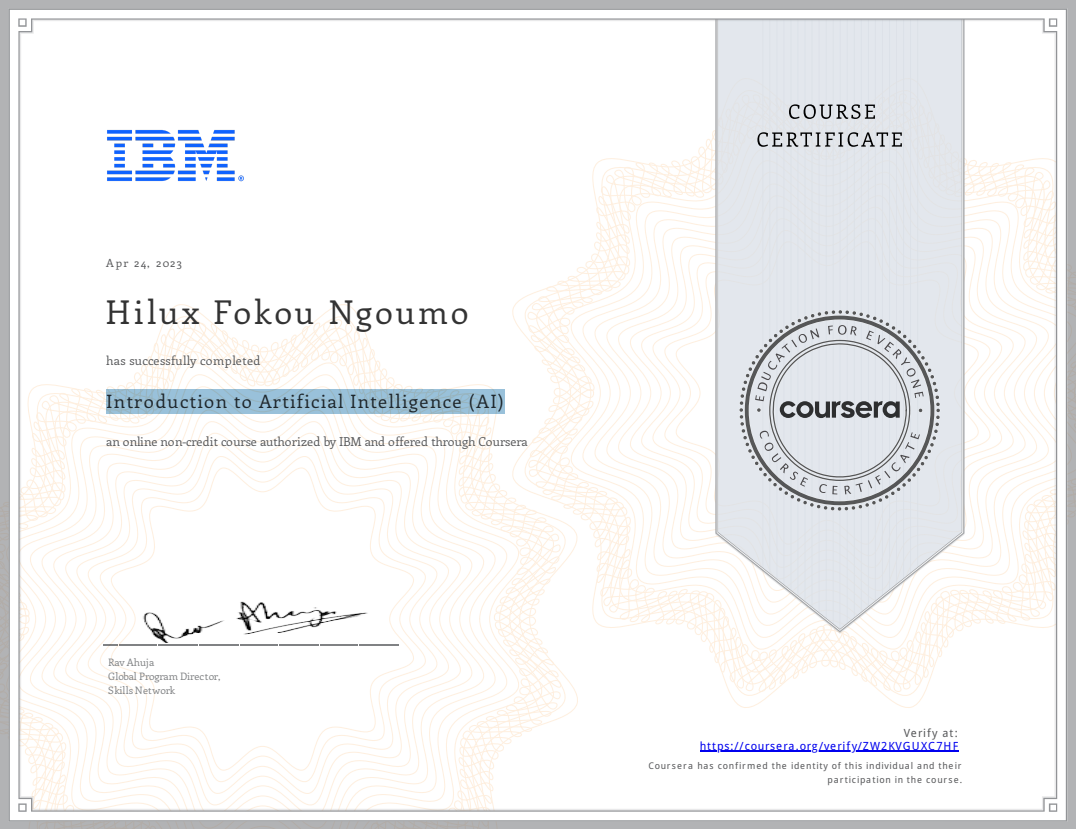 COURSE
CERTIFICATE
IBM®
Apr 24, 2023
Hilux Fokou Ngoumo
has successfully completed
Introduction to Artificial Intelligence (AI)
an online non-credit course authorized by IBM and offered through Coursera
EDUCATION FOR EVERYONE
coursera
COURSE CERTIFICATE
Rav Ahuja
Rav Ahuja
Global Program Director,
Skills Network
Verify at:
https://coursera.org/verify/ZW2KVGUXC7HF
Coursera has confirmed the identity of this individual and their
participation in the course.